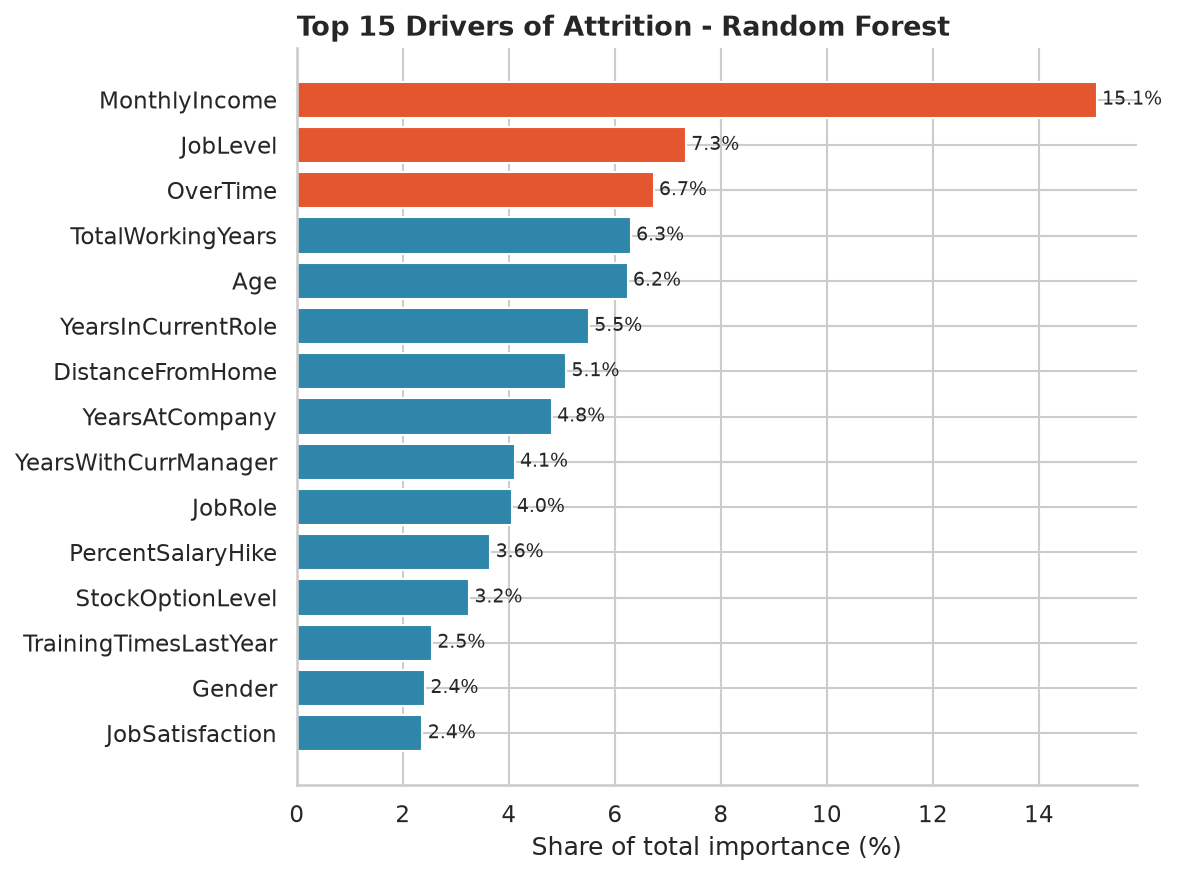 Top 15 Drivers of Attrition - Random Forest
MonthlyIncome 15.1%
JobLevel 7.3%
OverTime 6.7%
TotalWorkingYears 6.3%
Age 6.2%
YearsInCurrentRole 5.5%
DistanceFromHome 5.1%
YearsAtCompany 4.8%
YearsWithCurrManager 4.1%
JobRole 4.0%
PercentSalaryHike 3.6%
StockOptionLevel 3.2%
TrainingTimesLastYear 2.5%
Gender 2.4%
JobSatisfaction 2.4%
0 2 4 6 8 10 12 14
Share of total importance (%)